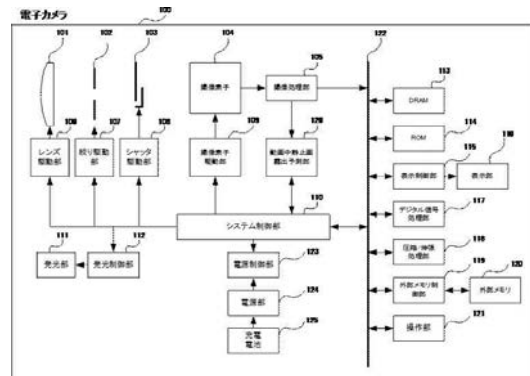 電子カメラ
100
101
102
103
104
105
122
撮像素子
撮像処理部
113
DRAM
114
ROM
106
107
108
109
126
115
116
レンズ
駆動部
絞り駆動
部
シャッタ
駆動部
撮像素子
駆動部
動画中静止画
露出予測部
表示制御部
表示部
110
システム制御部
117
デジタル信号
処理部
111
112
発光部
発光制御部
123
電源制御部
118
圧縮/伸張
処理部
124
電源部
119
120
外部メモリ制
御部
外部メモリ
125
充電
電池
121
操作部